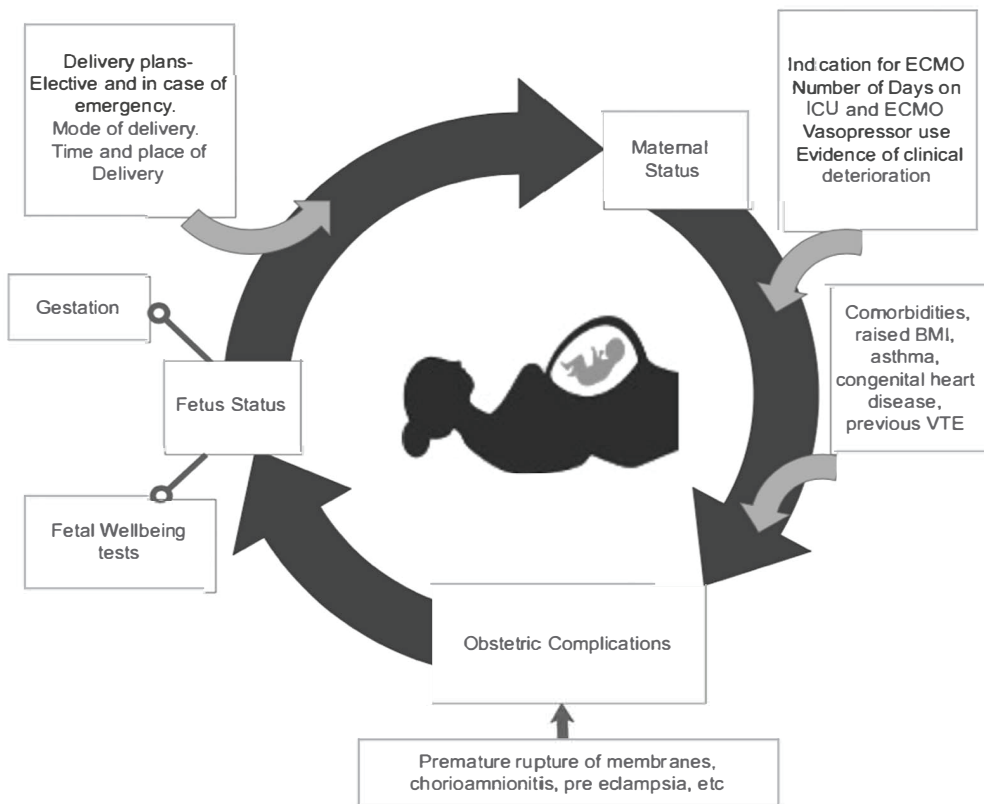 Delivery plans-
Elective and in case of
emergency.
Mode of delivery.
Time and place of
Delivery
Maternal
Status
Indication for ECMO
Number of Days on
ICU and ECMO
Vasopressor use
Evidence of clinical
deterioration
Gestation
Fetus Status
Fetal Wellbeing
tests
Comorbidities,
raised BMI,
asthma,
congenital heart
disease,
previous VTE
Obstetric Complications
Premature rupture of membranes,
chorioamnionitis, pre eclampsia, etc